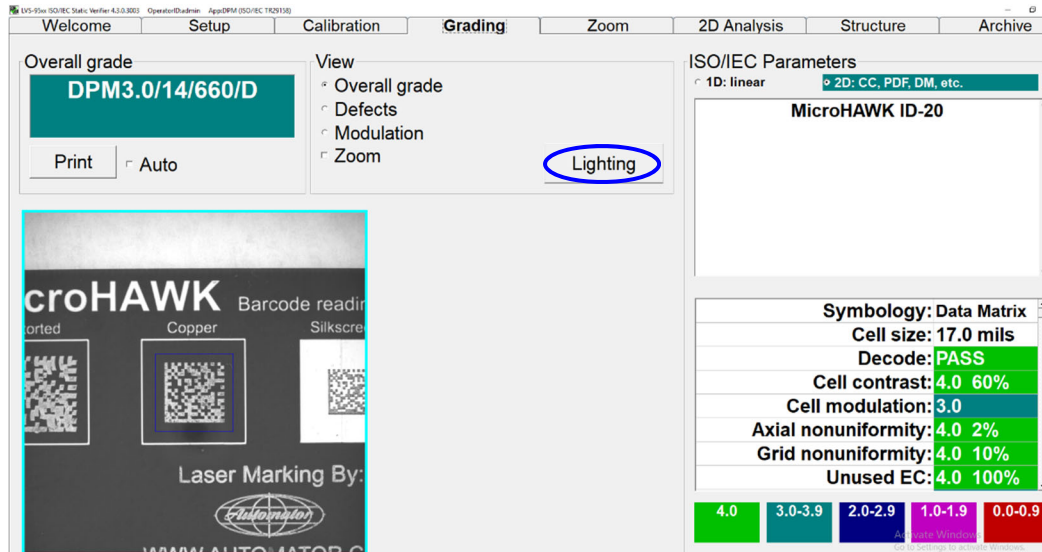 LVS-95xx ISO/IEC Static Verifier 4.3.0.3003 OperatorID:admin App:DPM (ISO/IEC TR29158)
Welcome Setup Calibration Grading Zoom 2D Analysis Structure Archive
Overall grade
DPM3.0/14/660/D
Print Auto
View
Overall grade
Defects
Modulation
Zoom
Lighting
ISO/IEC Parameters
1D: linear 2D: CC, PDF, DM, etc.
MicroHAWK ID-20
croHAWK Barcode readin
orted Copper Silkscre
Laser Marking By:
Automator
WWW.AUTOMATOR.C
Symbology: Data Matrix
Cell size: 17.0 mils
Decode: PASS
Cell contrast: 4.0 60%
Cell modulation: 3.0
Axial nonuniformity: 4.0 2%
Grid nonuniformity: 4.0 10%
Unused EC: 4.0 100%
4.0 3.0-3.9 2.0-2.9 1.0-1.9 0.0-0.9
Activate Windows
Go to Settings to activate Windows.